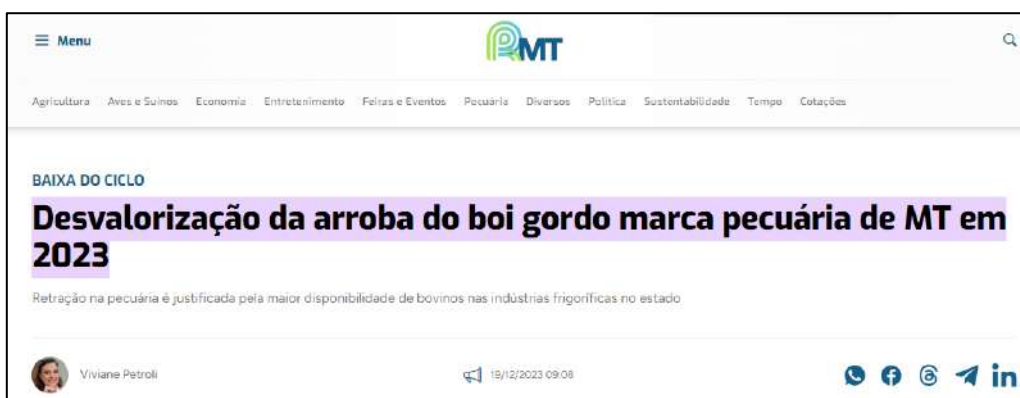 Menu
RMT
Agricultura Aves e Suínos Economia Entretenimento Feiras e Eventos Pecuária Diversos Política Sustentabilidade Tempo Cotações
BAIXA DO CICLO
Desvalorização da arroba do boi gordo marca pecuária de MT em
2023
Retração na pecuária é justificada pela maior disponibilidade de bovinos nas indústrias frigoríficas no estado
Viviane Petroli
19/12/2023 09:08
in